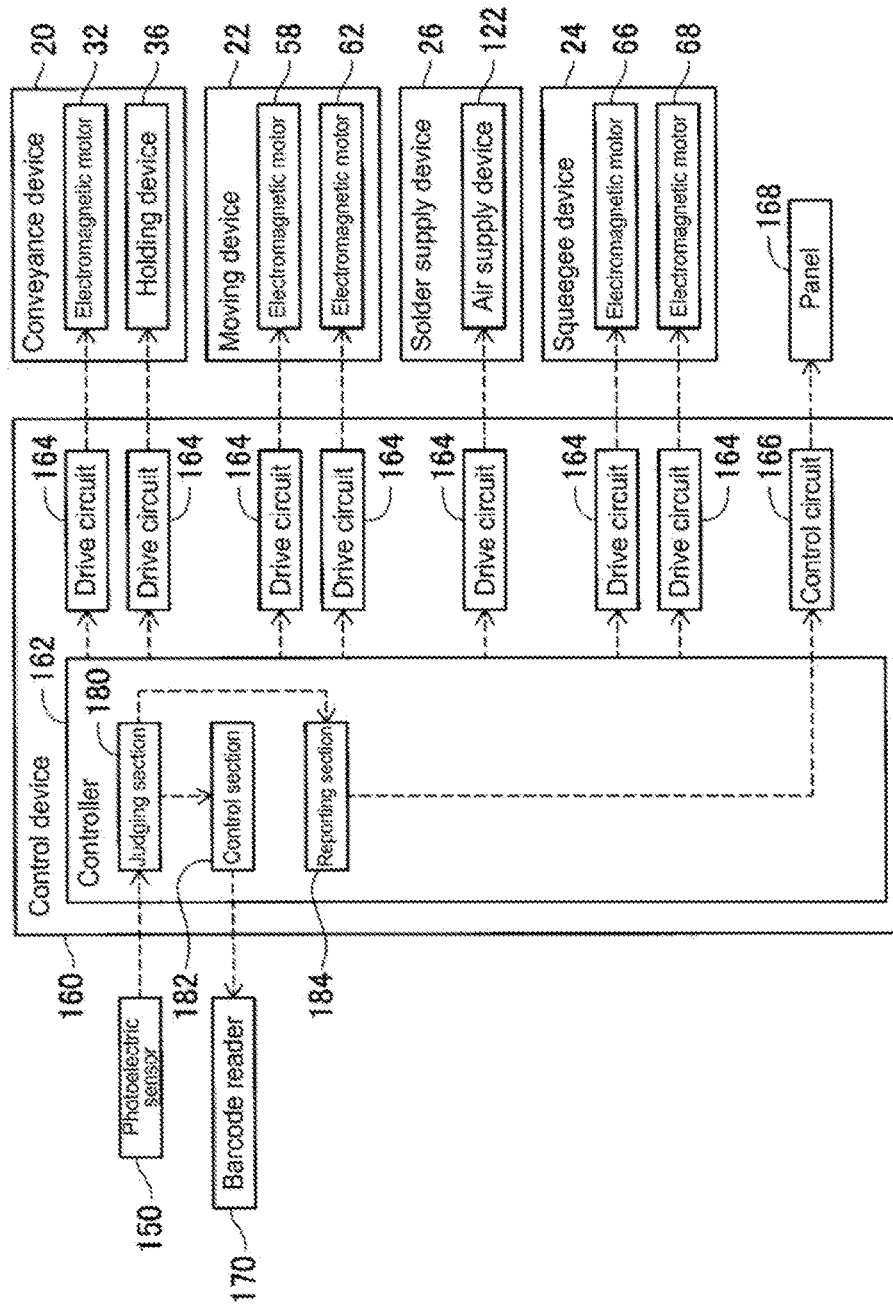 Control device
160
Controller
162
Photoelectric
sensor
150
Judging section
180
Barcode reader
170
Control section
182
Reporting section
184
Drive circuit
164
Drive circuit
164
Drive circuit
164
Drive circuit
164
Drive circuit
164
Drive circuit
164
Drive circuit
164
Control circuit
166
Conveyance device
20
Electromagnetic motor
32
Holding device
36
Moving device
22
Electromagnetic motor
58
Electromagnetic motor
62
Solder supply device
26
Air supply device
122
Squeegee device
24
Electromagnetic motor
66
Electromagnetic motor
68
Panel
168